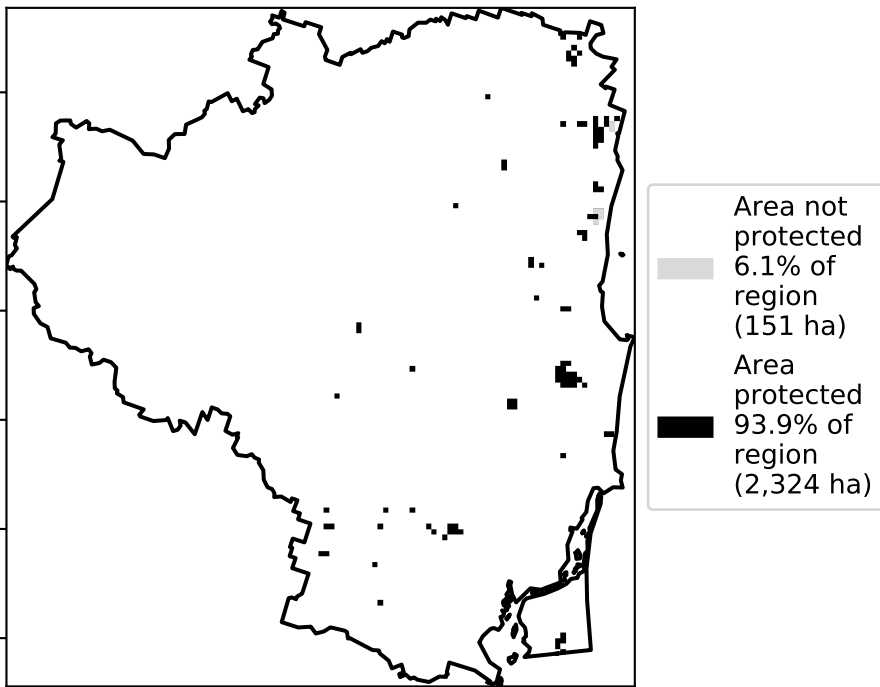 Area not
protected
6.1% of
region
(151 ha)
Area
protected
93.9% of
region
(2,324 ha)